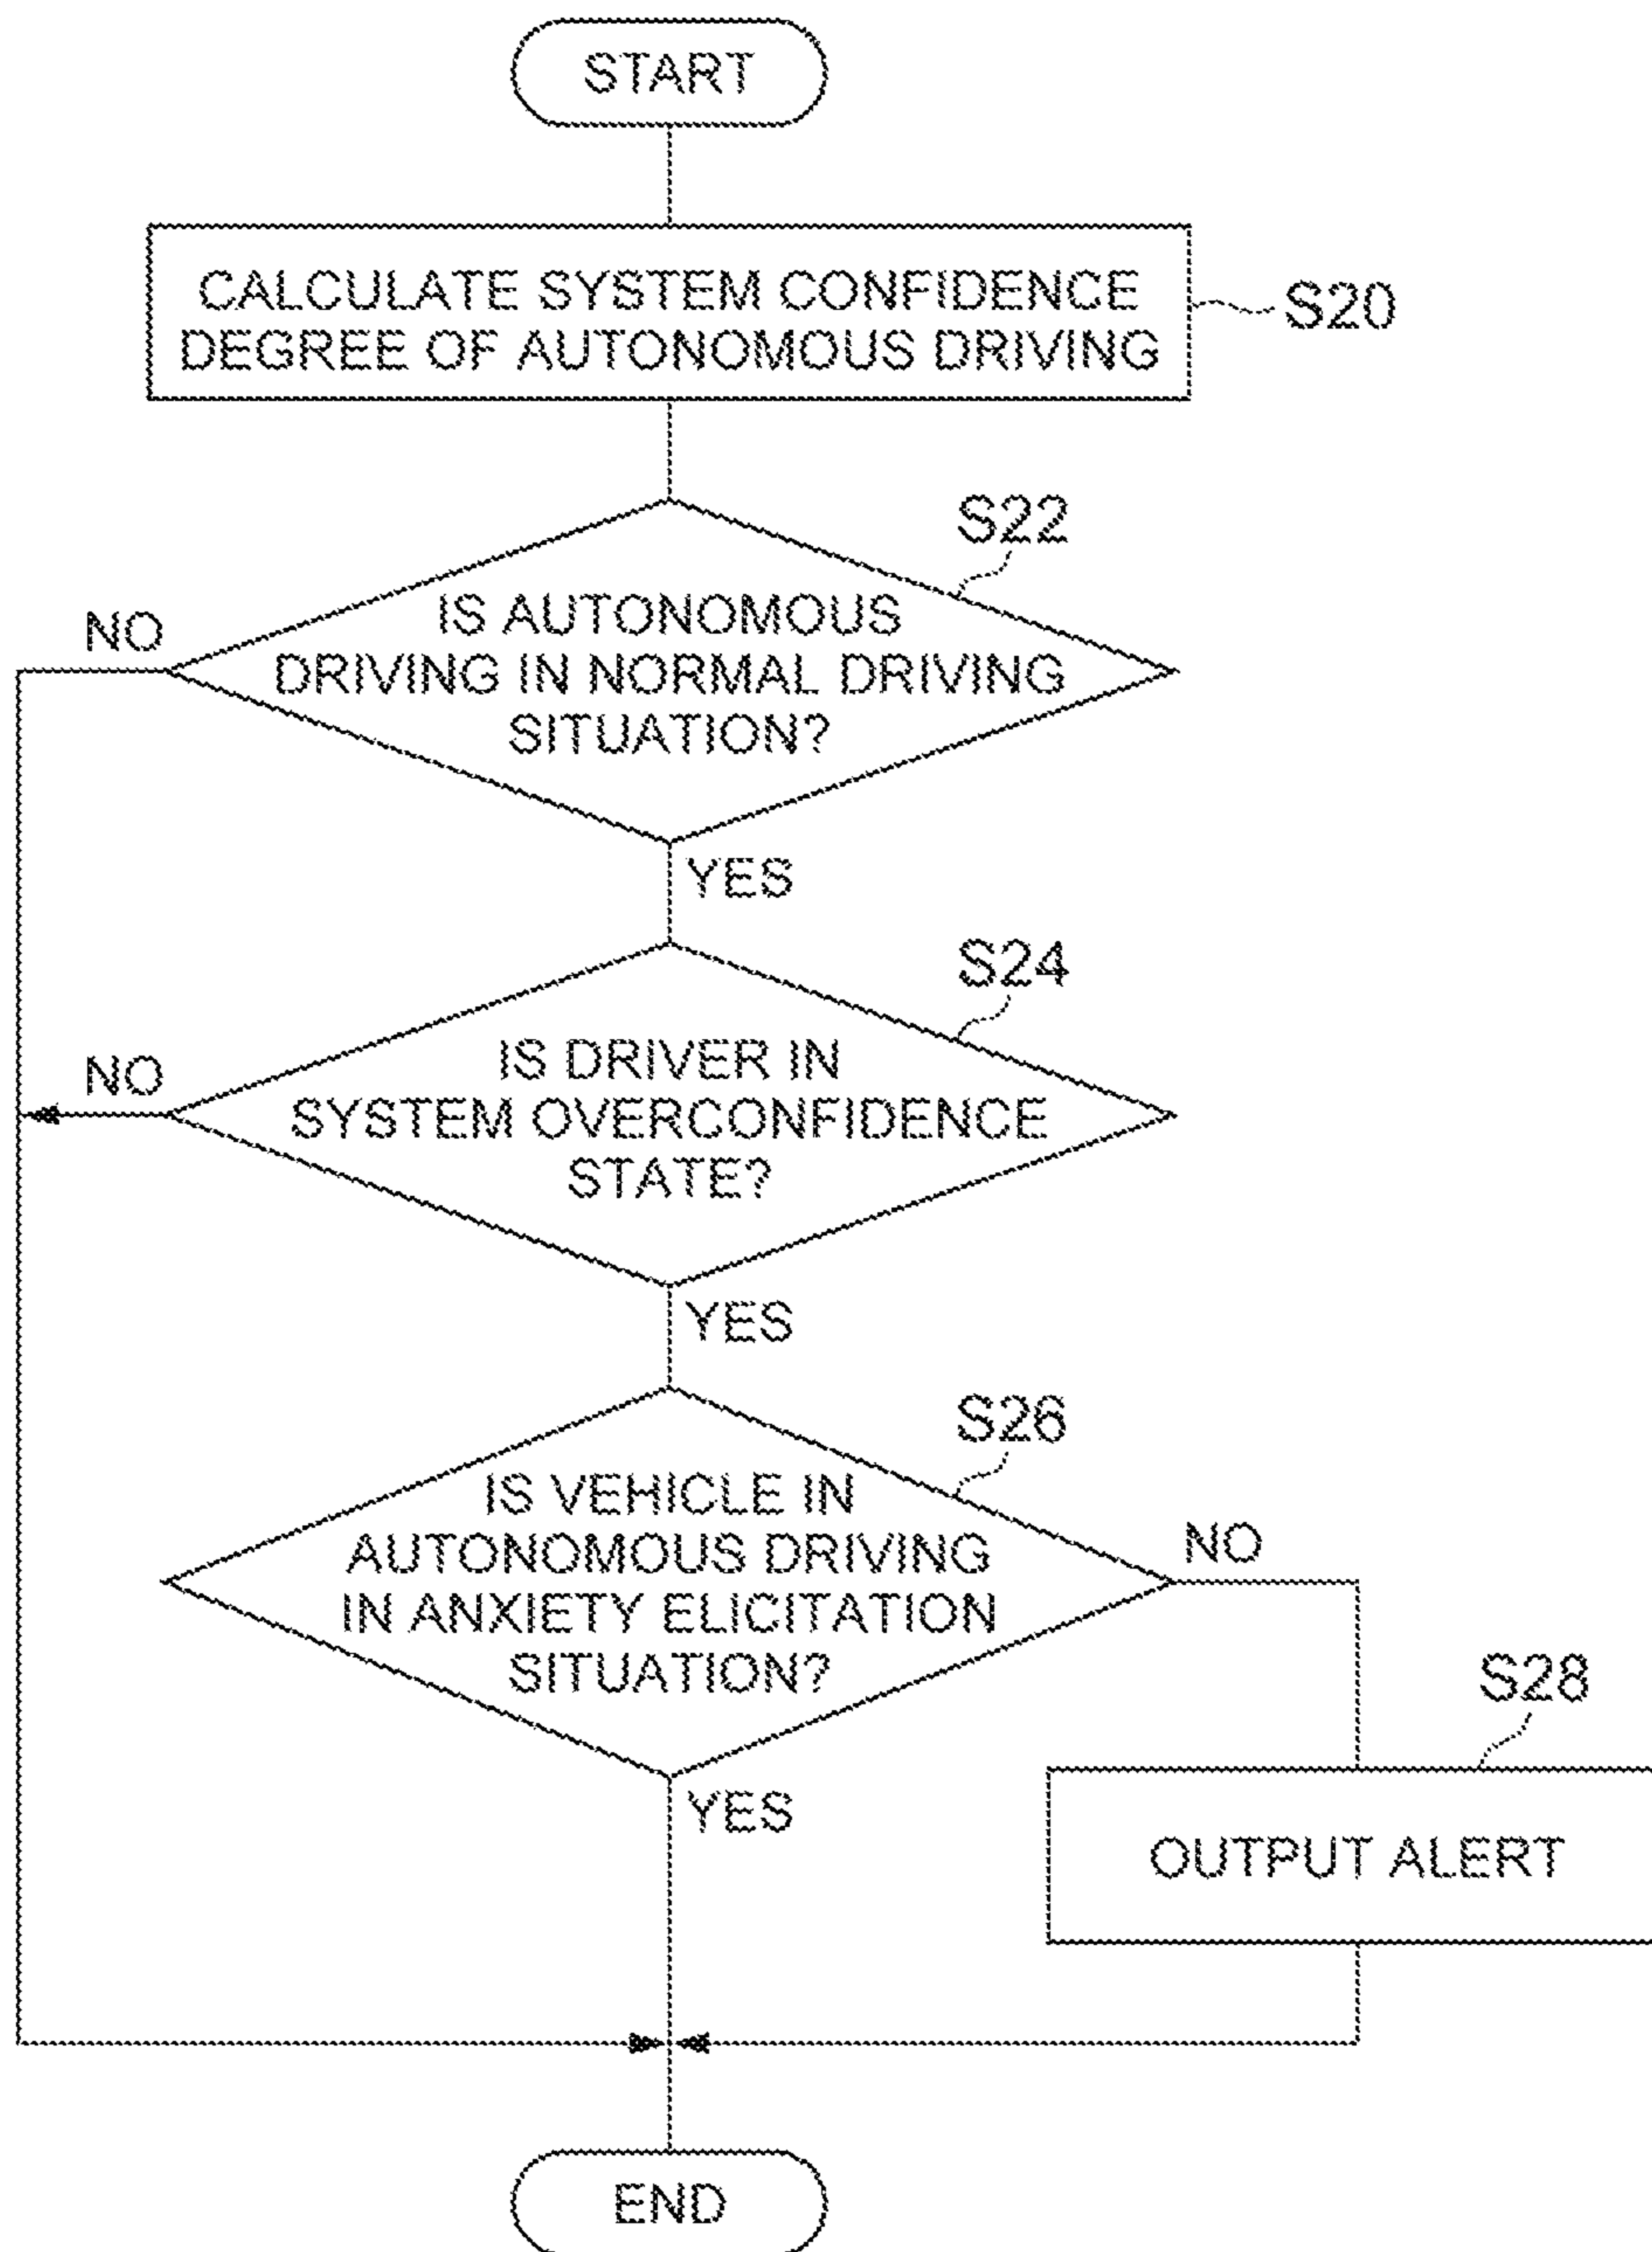 START
CALCULATE SYSTEM CONFIDENCE
DEGREE OF AUTONOMOUS DRIVING
S20
S22
NO
IS AUTONOMOUS
DRIVING IN NORMAL DRIVING
SITUATION?
YES
S24
NO
IS DRIVER IN
SYSTEM OVERCONFIDENCE
STATE?
YES
S26
IS VEHICLE IN
AUTONOMOUS DRIVING
IN ANXIETY ELICITATION
SITUATION?
NO
YES
S28
OUTPUT ALERT
END